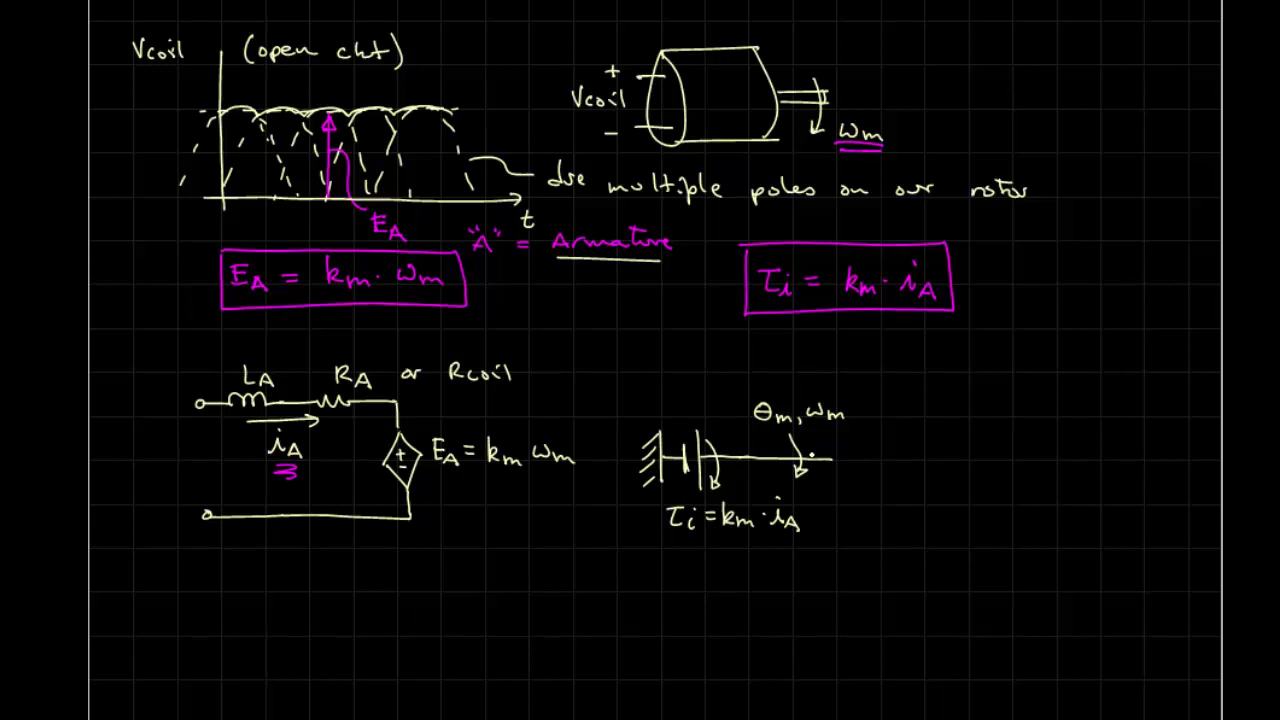 Vcoil (open ckt)
+
Vcoil
-
ωm
Use multiple poles on our rotor
t
EA
"A" = Armature
EA = km · ωm
τi = km · iA
LA RA or Rcoil
θm, ωm
iA
+
-
EA = km ωm
τi = km · iA